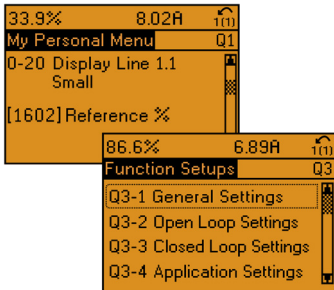 33.9% 8.02A 1(1)
My Personal Menu Q1
0-20 Display Line 1.1
Small
[1602] Reference %
86.6% 6.89A 1(1)
Function Setups Q3
Q3-1 General Settings
Q3-2 Open Loop Settings
Q3-3 Closed Loop Settings
Q3-4 Application Settings